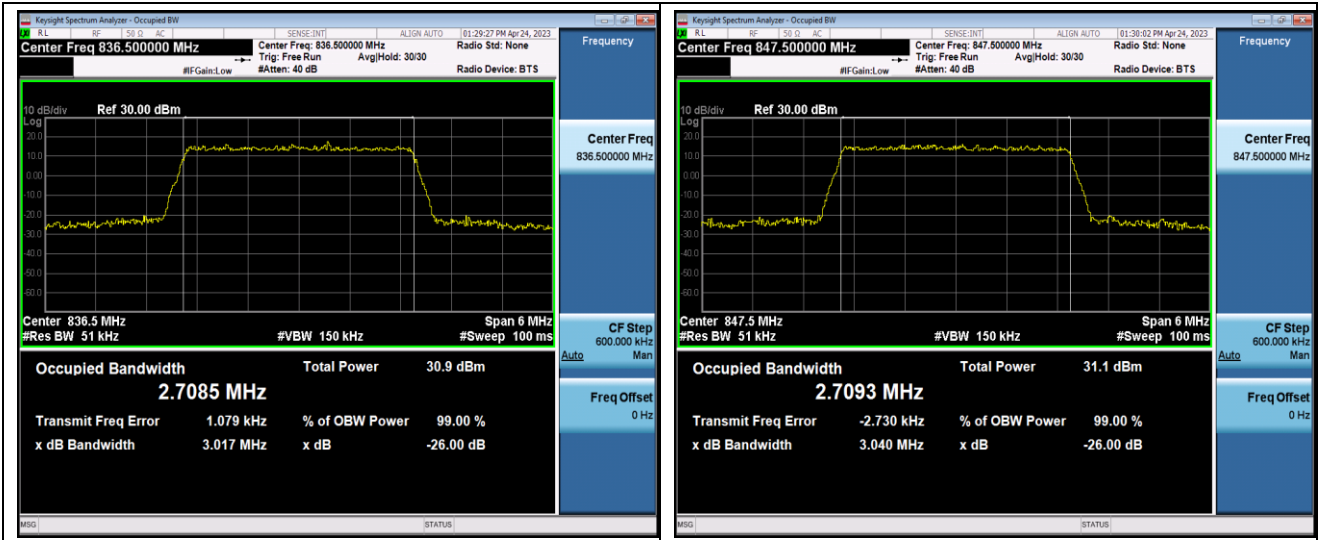 Keysight Spectrum Analyzer - Occupied BW
RL RF 50 Ω AC SENSE:INT ALIGN AUTO 01:29:27 PM Apr 24, 2023
Center Freq 836.500000 MHz
Center Freq: 836.500000 MHz
Radio Std: None
Trig: Free Run Avg|Hold: 30/30
#IFGain:Low #Atten: 40 dB Radio Device: BTS
10 dB/div Ref 30.00 dBm
Log
20.0
10.0
0.00
-10.0
-20.0
-30.0
-40.0
-50.0
-60.0
Center 836.5 MHz Span 6 MHz
#Res BW 51 kHz #VBW 150 kHz #Sweep 100 ms
Occupied Bandwidth Total Power 30.9 dBm
2.7085 MHz
Transmit Freq Error 1.079 kHz % of OBW Power 99.00 %
x dB Bandwidth 3.017 MHz x dB -26.00 dB
MSG STATUS
Frequency
Center Freq
836.500000 MHz
CF Step
600.000 kHz
Auto Man
Freq Offset
0 Hz
Keysight Spectrum Analyzer - Occupied BW
RL RF 50 Ω AC SENSE:INT ALIGN AUTO 01:30:02 PM Apr 24, 2023
Center Freq 847.500000 MHz
Center Freq: 847.500000 MHz
Radio Std: None
Trig: Free Run Avg|Hold: 30/30
#IFGain:Low #Atten: 40 dB Radio Device: BTS
10 dB/div Ref 30.00 dBm
Log
20.0
10.0
0.00
-10.0
-20.0
-30.0
-40.0
-50.0
-60.0
Center 847.5 MHz Span 6 MHz
#Res BW 51 kHz #VBW 150 kHz #Sweep 100 ms
Occupied Bandwidth Total Power 31.1 dBm
2.7093 MHz
Transmit Freq Error -2.730 kHz % of OBW Power 99.00 %
x dB Bandwidth 3.040 MHz x dB -26.00 dB
MSG STATUS
Frequency
Center Freq
847.500000 MHz
CF Step
600.000 kHz
Auto Man
Freq Offset
0 Hz